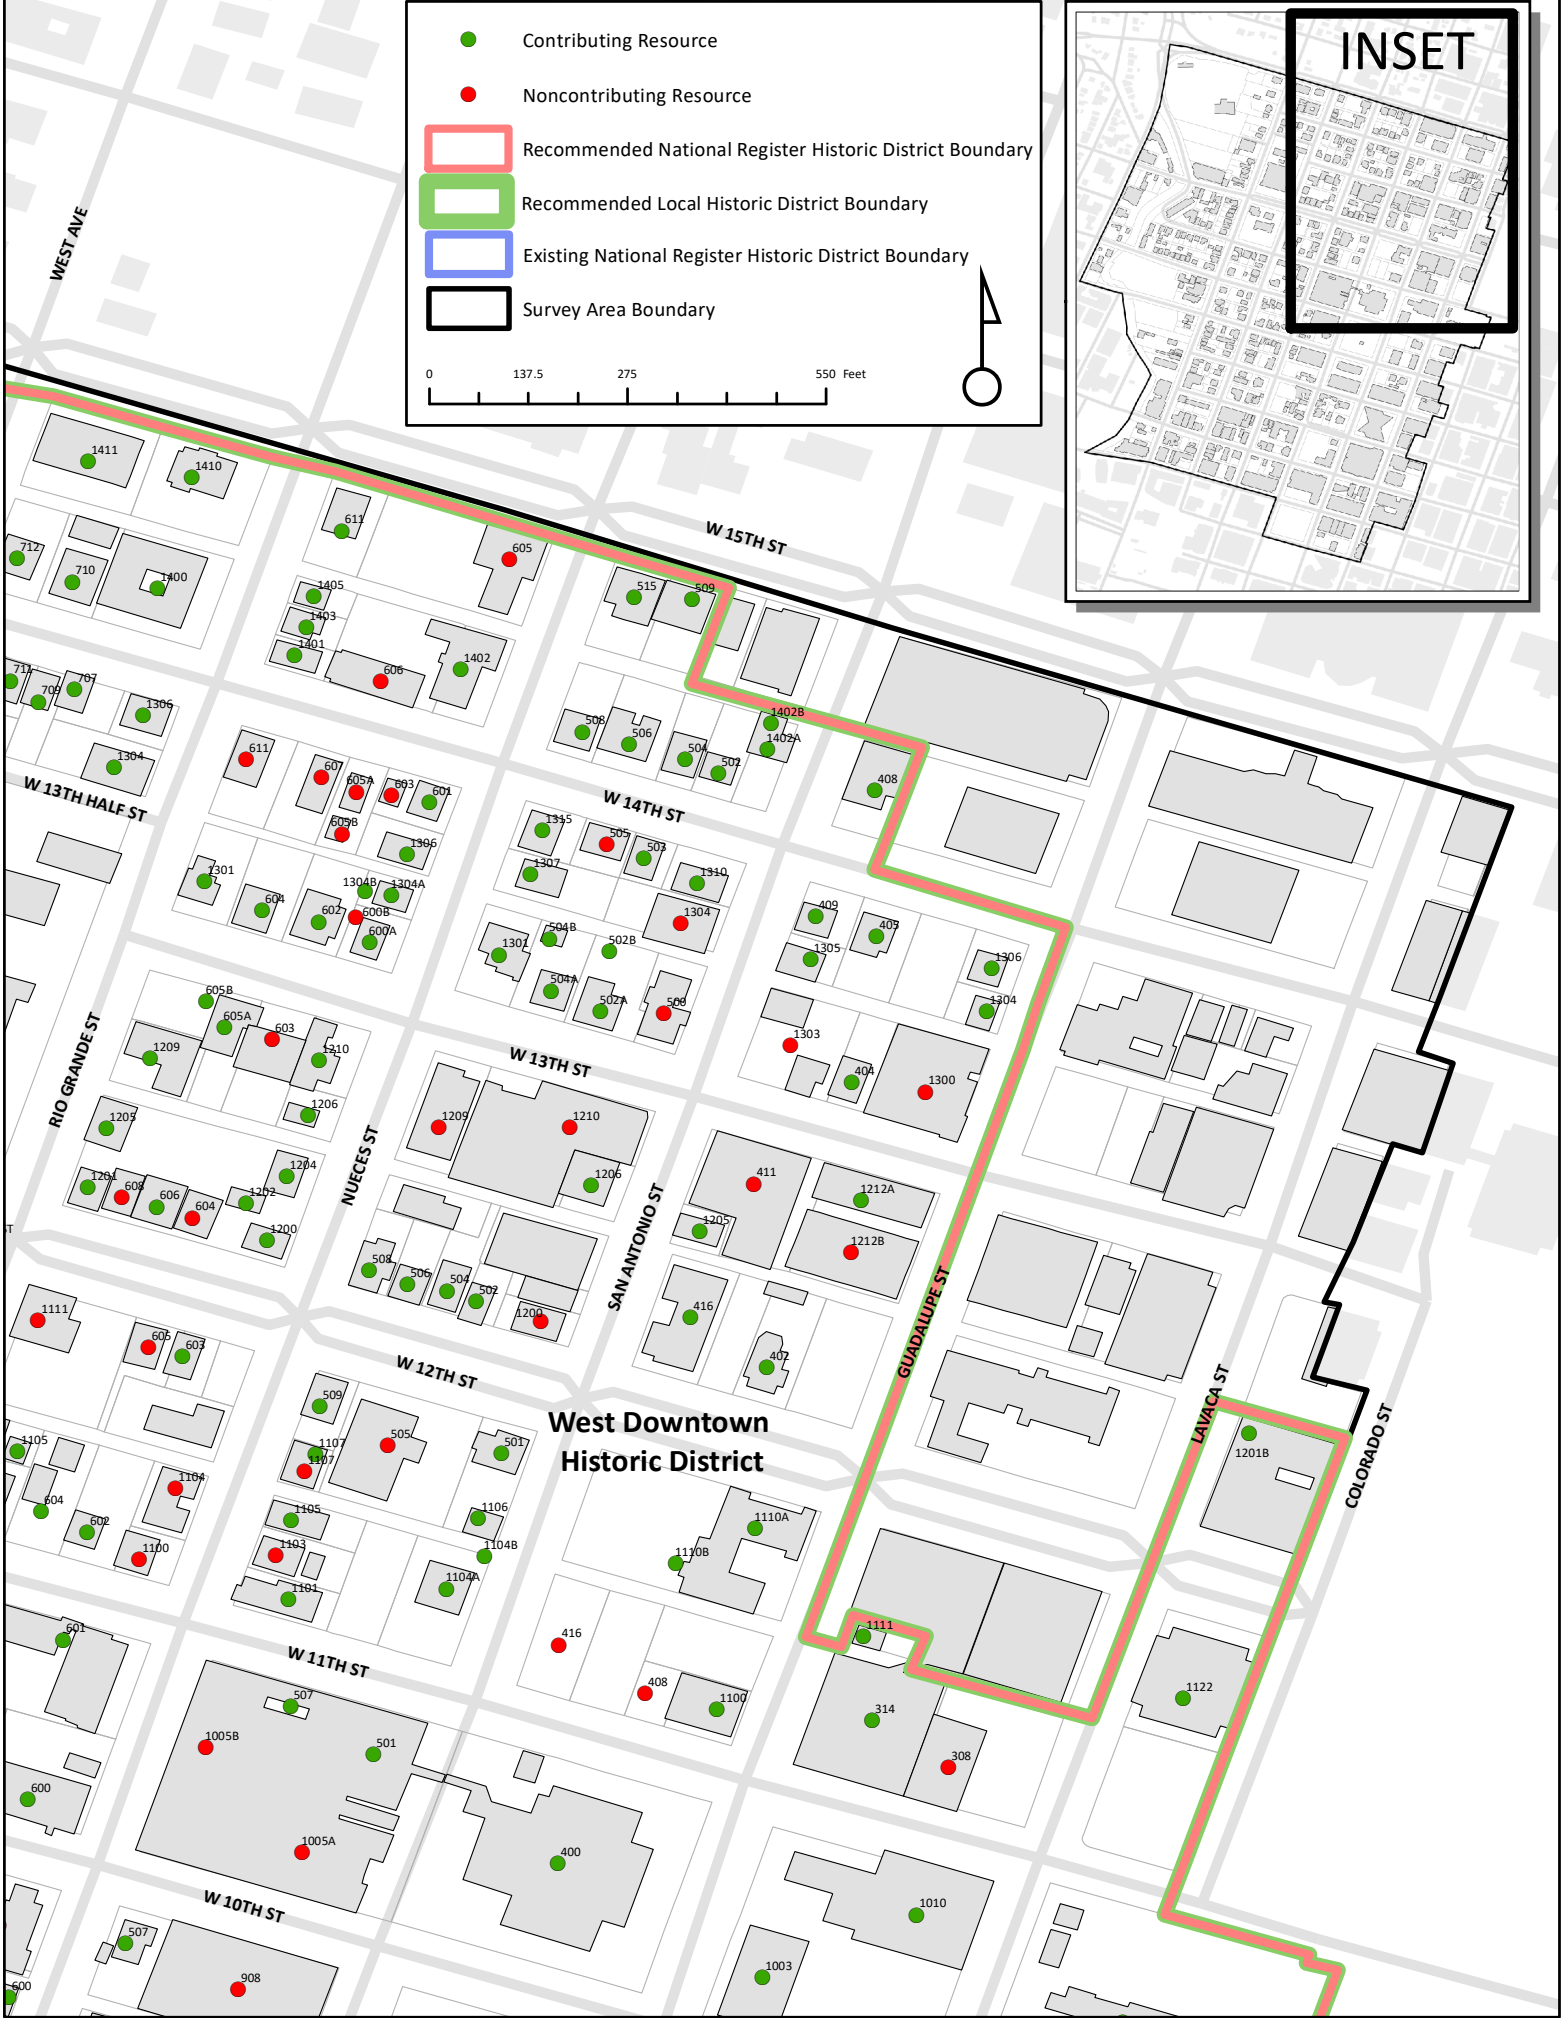 Contributing Resource
Noncontributing Resource
Recommended National Register Historic District Boundary
Recommended Local Historic District Boundary
Existing National Register Historic District Boundary
Survey Area Boundary
0 137.5 275 550 Feet
INSET
WEST AVE
1411
1410
611
605
W 15TH ST
712
710
1400
1405
1403
1401
606
1402
515
509
711
709
707
1306
1304
W 13TH HALF ST
611
607
605A
603
601
605B
1306
508
506
504
502
1402B
1402A
408
W 14TH ST
1301
604
602
1304B
1304A
600B
600A
1315
505
503
1307
1310
1304
1301
504B
502B
504A
502A
500
409
405
1305
1306
1304
1303
404
1300
RIO GRANDE ST
605B
605A
603
1209
1210
1206
1205
1204
1201
608
606
604
1202
1200
NUECES ST
W 13TH ST
1209
1210
1206
508
506
504
502
1200
SAN ANTONIO ST
411
1212A
1205
1212B
416
402
GUADALUPE ST
ST
1111
605
603
W 12TH ST
West Downtown
Historic District
LAVACA ST
1201B
COLORADO ST
509
1107
1107
505
501
1105
604
602
1104
1100
1105
1103
1101
1106
1104B
1104A
1110A
1110B
W 11TH ST
416
408
1100
1111
314
308
1122
601
600
507
1005B
501
1005A
400
W 10TH ST
507
908
600
1010
1003